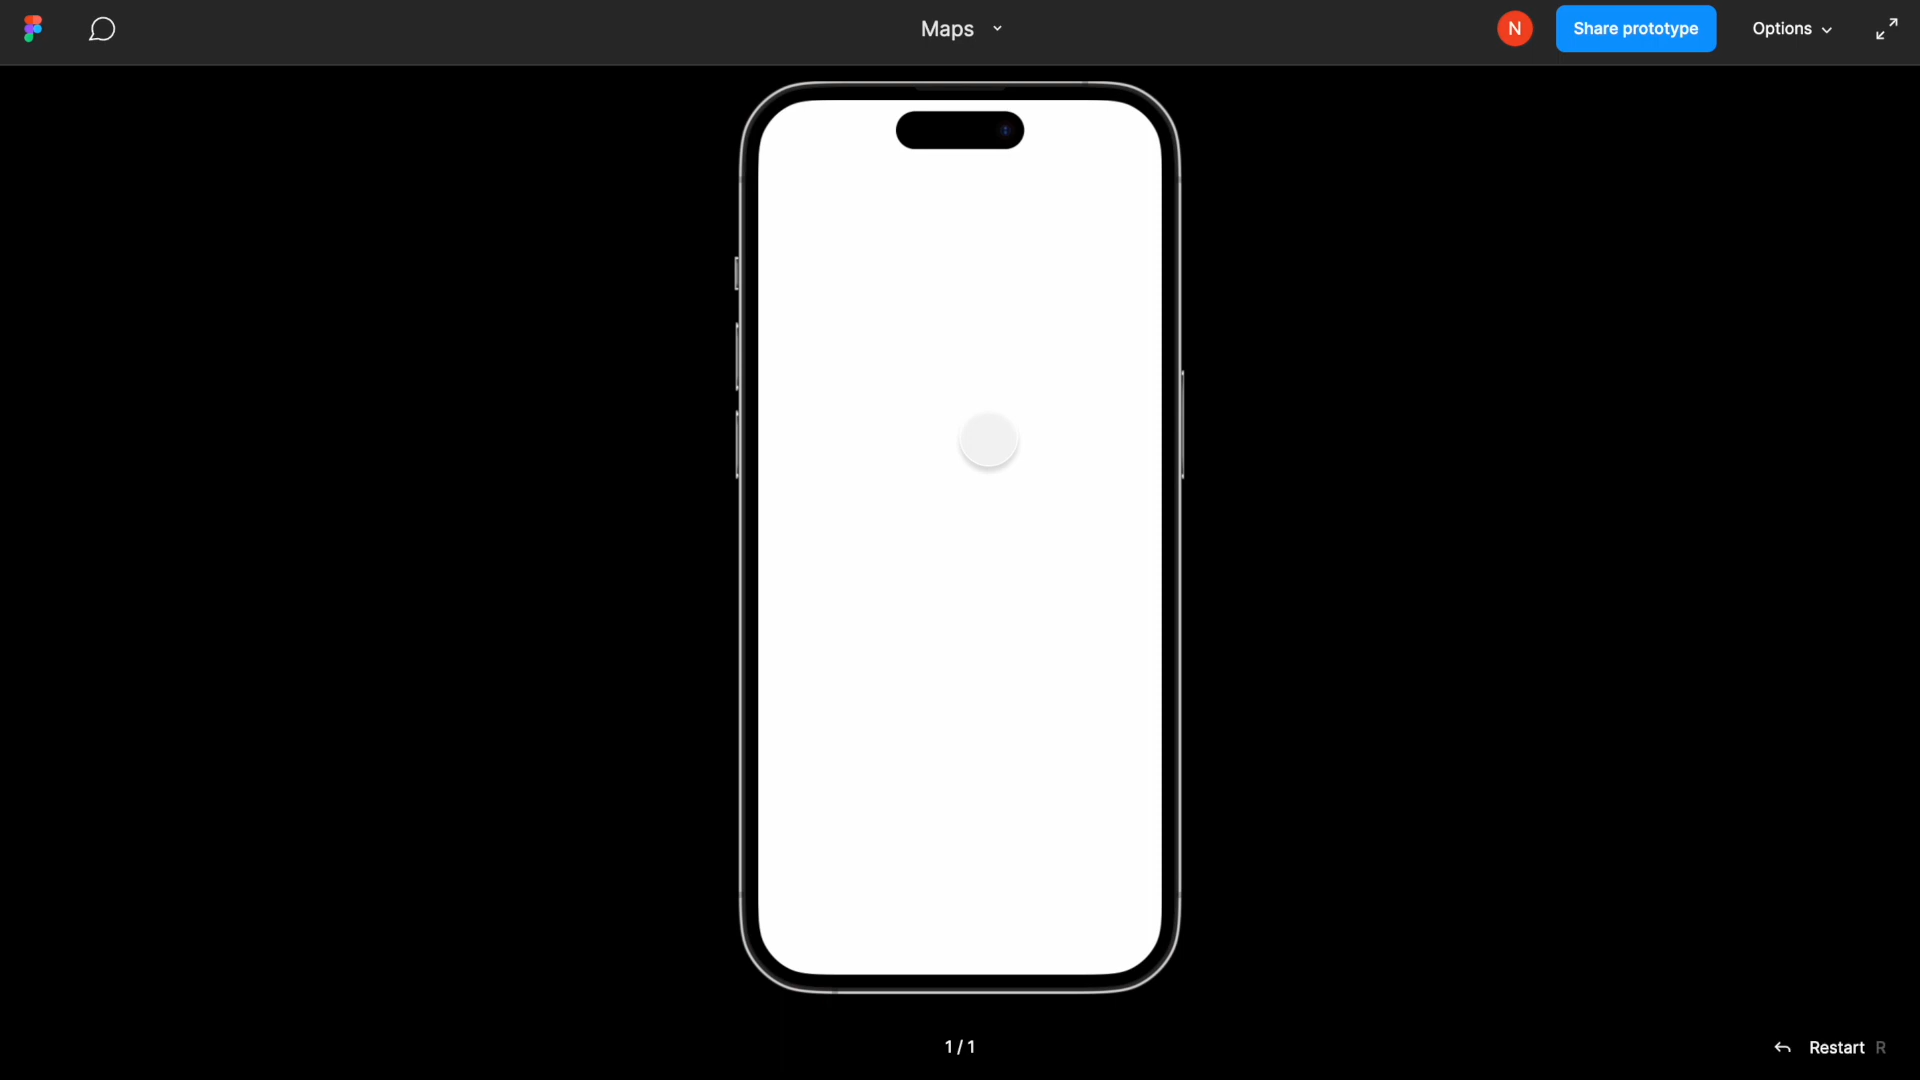 Maps
N
Share prototype
Options
1 / 1
Restart R